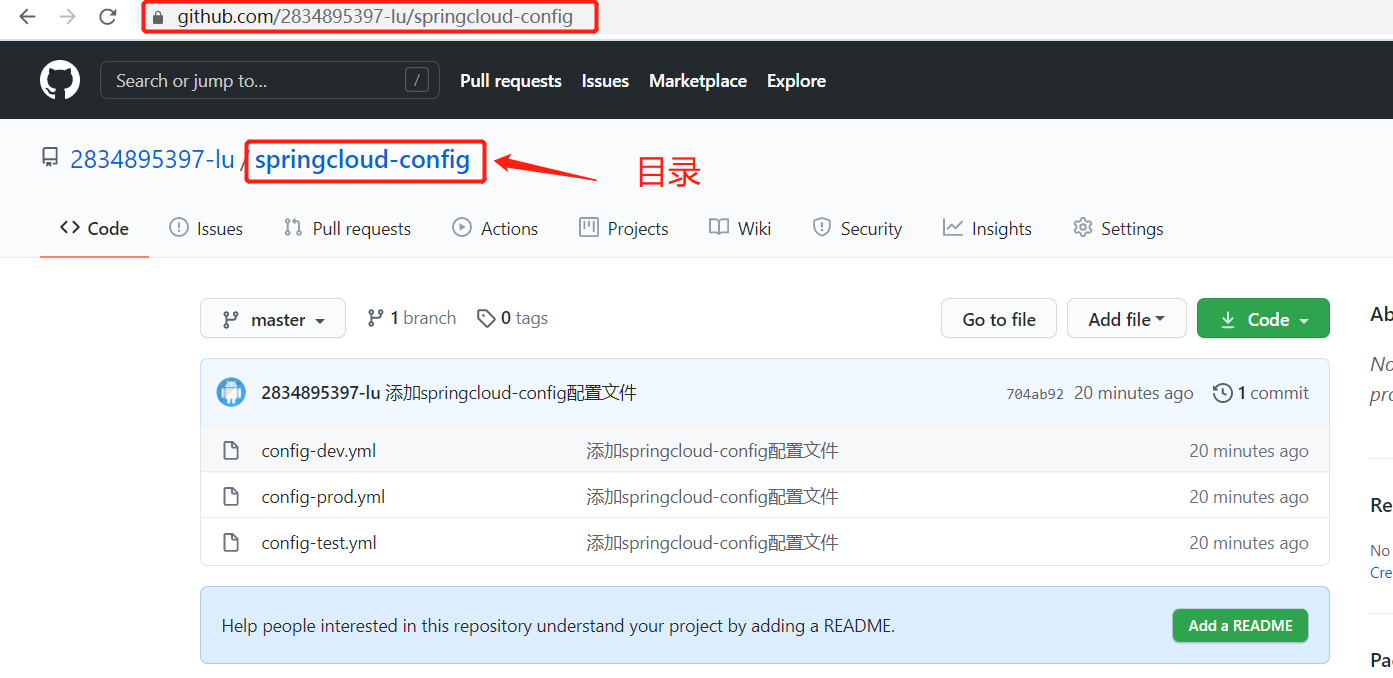 github.com/2834895397-lu/springcloud-config
Search or jump to... / Pull requests Issues Marketplace Explore
2834895397-lu / springcloud-config 目录
Code Issues Pull requests Actions Projects Wiki Security Insights Settings
master 1 branch 0 tags Go to file Add file Code Ab
No
2834895397-lu 添加springcloud-config配置文件 704ab92 20 minutes ago 1 commit
pro
config-dev.yml 添加springcloud-config配置文件 20 minutes ago
config-prod.yml 添加springcloud-config配置文件 20 minutes ago
Re
config-test.yml 添加springcloud-config配置文件 20 minutes ago
No
Cre
Help people interested in this repository understand your project by adding a README. Add a README
Pa